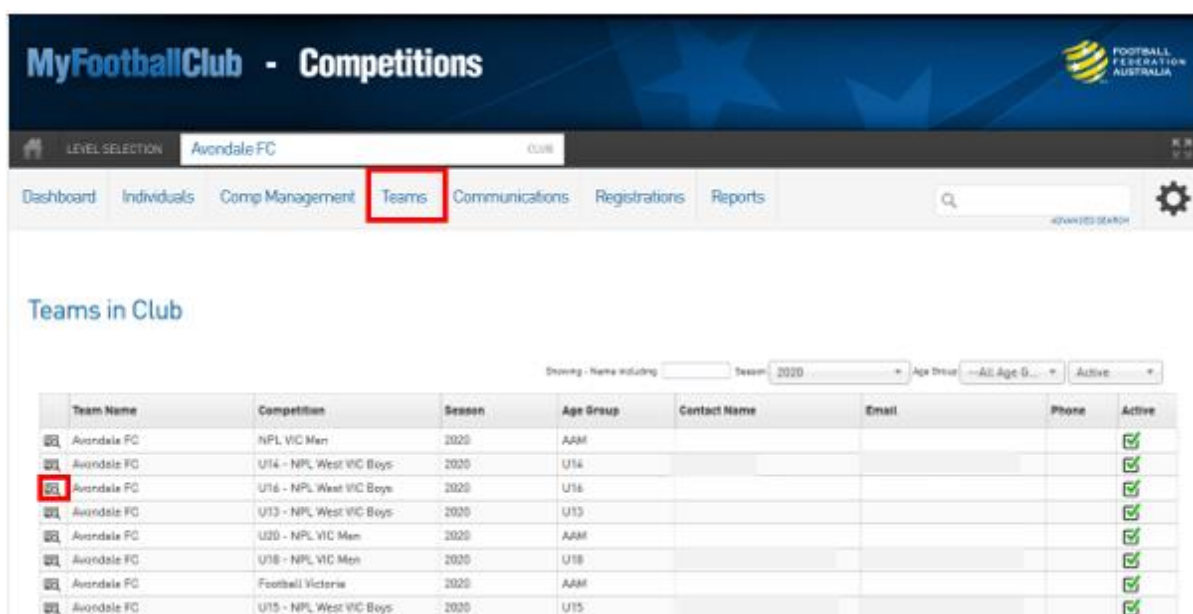 MyFootballClub - Competitions
FOOTBALL
FEDERATION
AUSTRALIA
LEVEL SELECTION Avondale FC CLUB
Dashboard Individuals Comp Management Teams Communications Registrations Reports
ADVANCED SEARCH
Teams in Club
Showing - Name including Season 2020 Age Group --All Age G... Active
Team Name Competition Season Age Group Contact Name Email Phone Active
Avondale FC NPL VIC Men 2020 AAM
Avondale FC U14 - NPL West VIC Boys 2020 U14
Avondale FC U16 - NPL West VIC Boys 2020 U16
Avondale FC U13 - NPL West VIC Boys 2020 U13
Avondale FC U20 - NPL VIC Men 2020 AAM
Avondale FC U18 - NPL VIC Men 2020 U18
Avondale FC Football Victoria 2020 AAM
Avondale FC U15 - NPL West VIC Boys 2020 U15